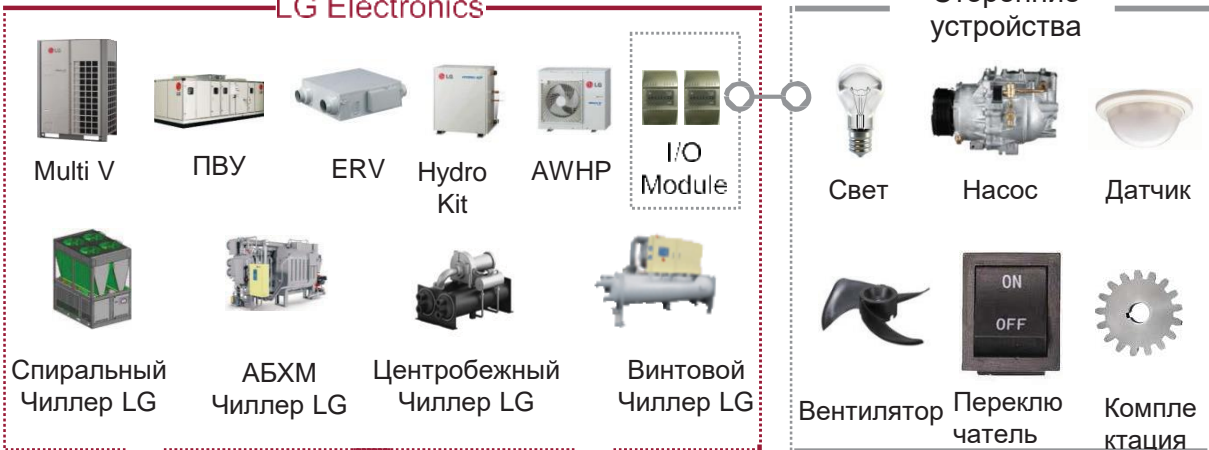 LG Electronics
Сторонние
устройства
Multi V
ПВУ
ERV
Hydro
Kit
AWHP
I/O
Module
Свет
Насос
Датчик
Спиральный
Чиллер LG
АБХМ
Чиллер LG
Центробежный
Чиллер LG
Винтовой
Чиллер LG
ON
OFF
Вентилятор
Переклю
чатель
Компле
ктация